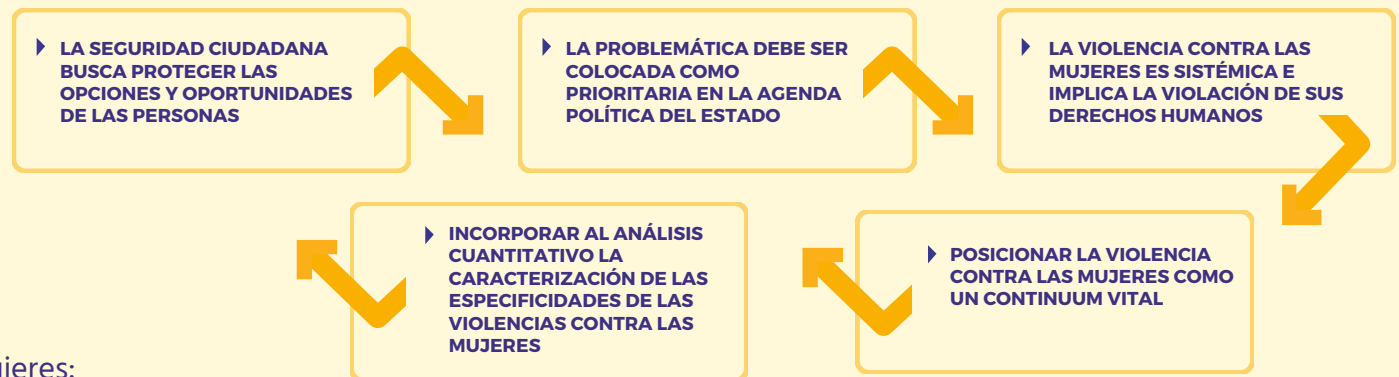 LA SEGURIDAD CIUDADANA
BUSCA PROTEGER LAS
OPCIONES Y OPORTUNIDADES
DE LAS PERSONAS
LA PROBLEMÁTICA DEBE SER
COLOCADA COMO
PRIORITARIA EN LA AGENDA
POLÍTICA DEL ESTADO
LA VIOLENCIA CONTRA LAS
MUJERES ES SISTÉMICA E
IMPLICA LA VIOLACIÓN DE SUS
DERECHOS HUMANOS
POSICIONAR LA VIOLENCIA
CONTRA LAS MUJERES COMO
UN CONTINUUM VITAL
INCORPORAR AL ANÁLISIS
CUANTITATIVO LA
CARACTERIZACIÓN DE LAS
ESPECIFICIDADES DE LAS
VIOLENCIAS CONTRA LAS
MUJERES